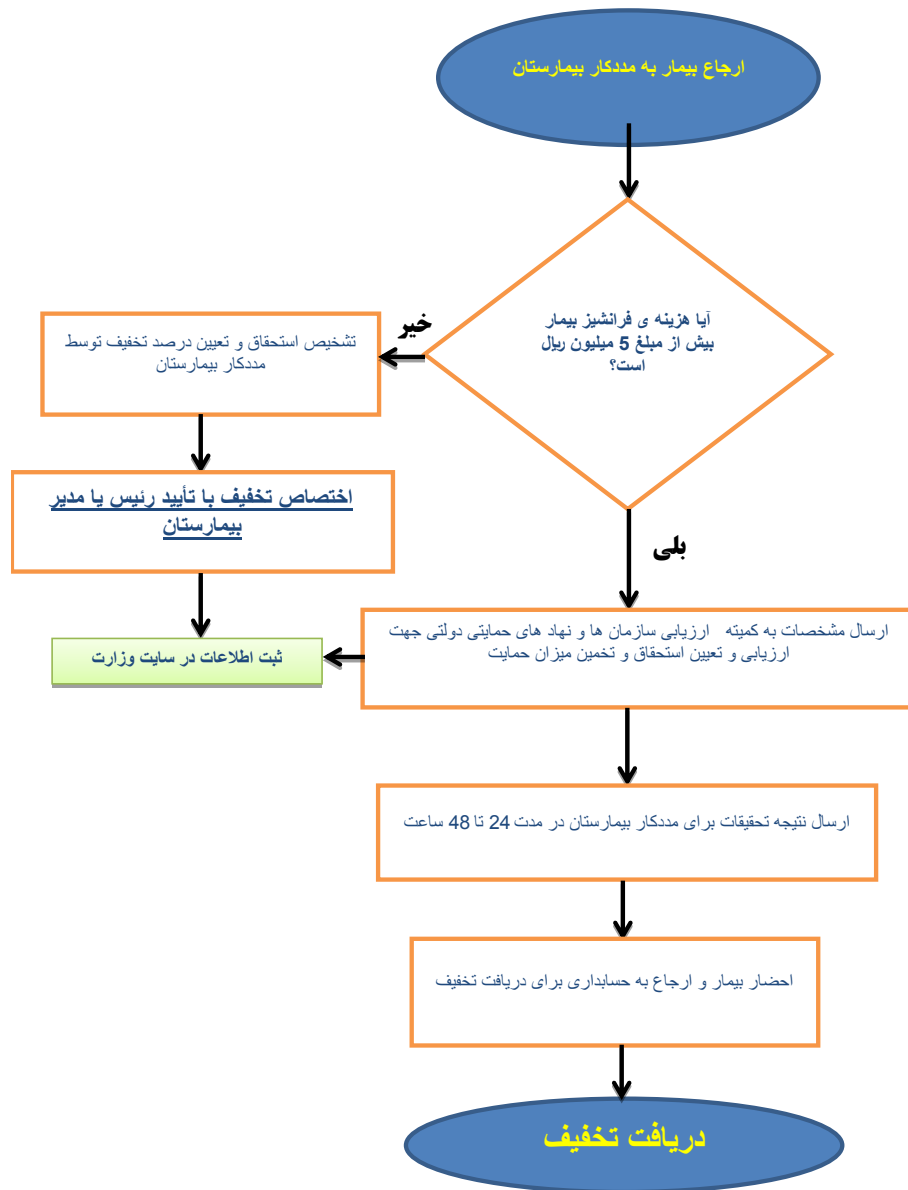 ارجاع بیمار به مددکار بیمارستان
آیا هزینه ی فرانشیز بیمار
بیش از مبلغ 5 میلیون ریال
است؟
خیر
تشخیص استحقاق و تعیین درصد تخفیف توسط
مددکار بیمارستان
اختصاص تخفیف با تأیید رئیس یا مدیر
بیمارستان
بلی
ارسال مشخصات به کمیته ارزیابی سازمان ها و نهاد های حمایتی دولتی جهت
ارزیابی و تعیین استحقاق و تخمین میزان حمایت
ثبت اطلاعات در سایت وزارت
ارسال نتیجه تحقیقات برای مددکار بیمارستان در مدت 24 تا 48 ساعت
احضار بیمار و ارجاع به حسابداری برای دریافت تخفیف
دریافت تخفیف